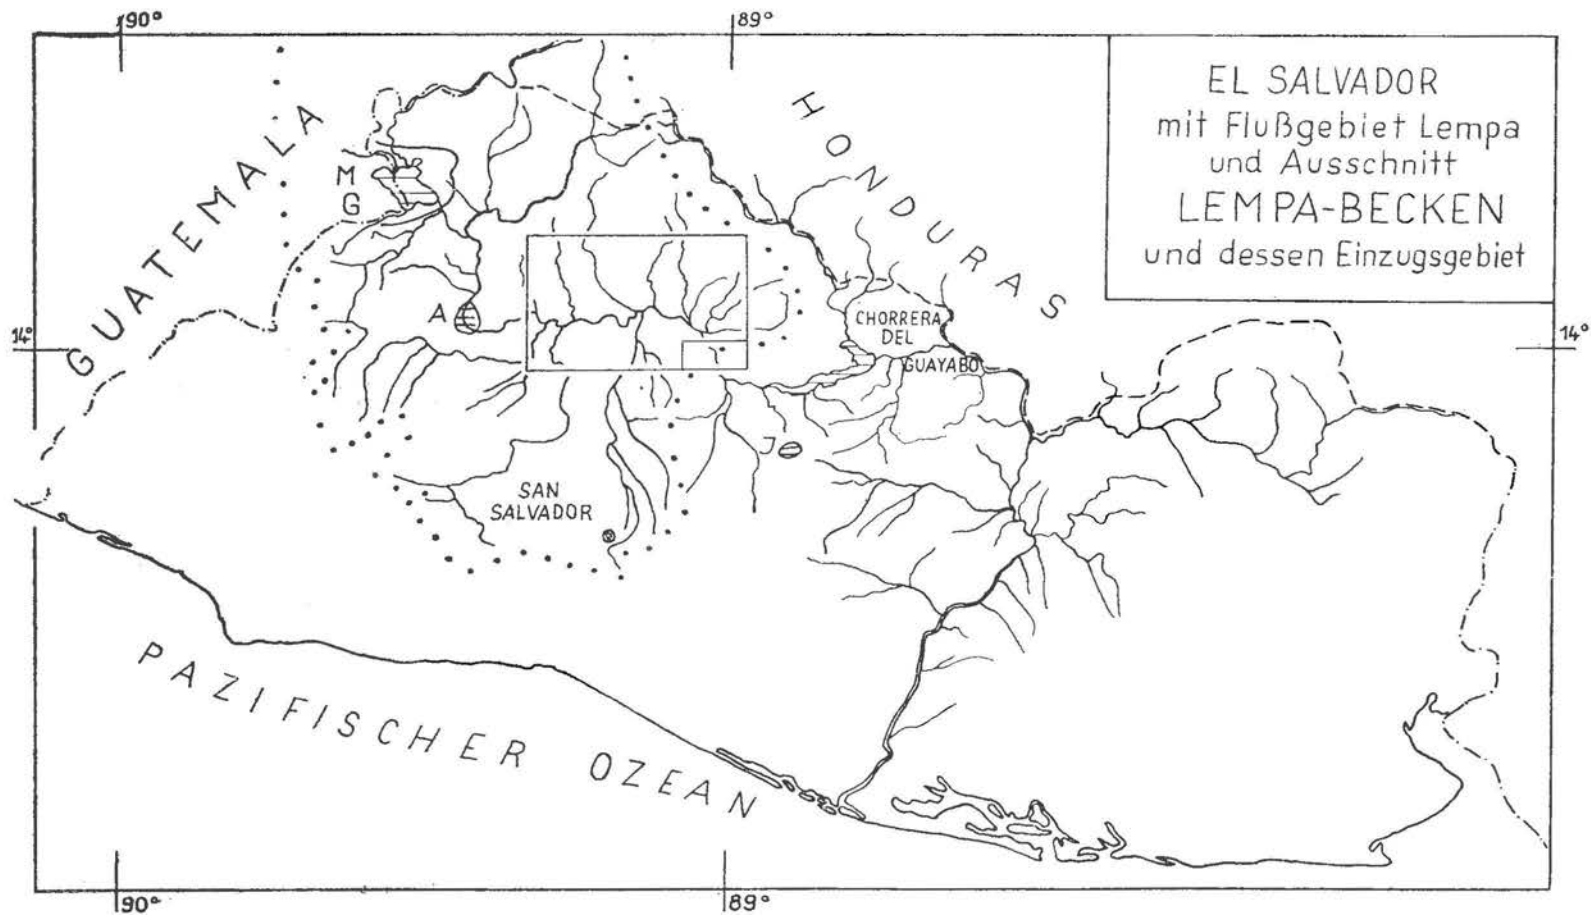 90°
89°
EL SALVADOR
mit Flußgebiet Lempa
und Ausschnitt
LEMPA-BECKEN
und dessen Einzugsgebiet
HONDURAS
GUATEMALA
M
G
A
CHORRERA
DEL
GUAYABO
14°
14°
J
SAN
SALVADOR
PAZIFISCHER OZEAN
90°
89°